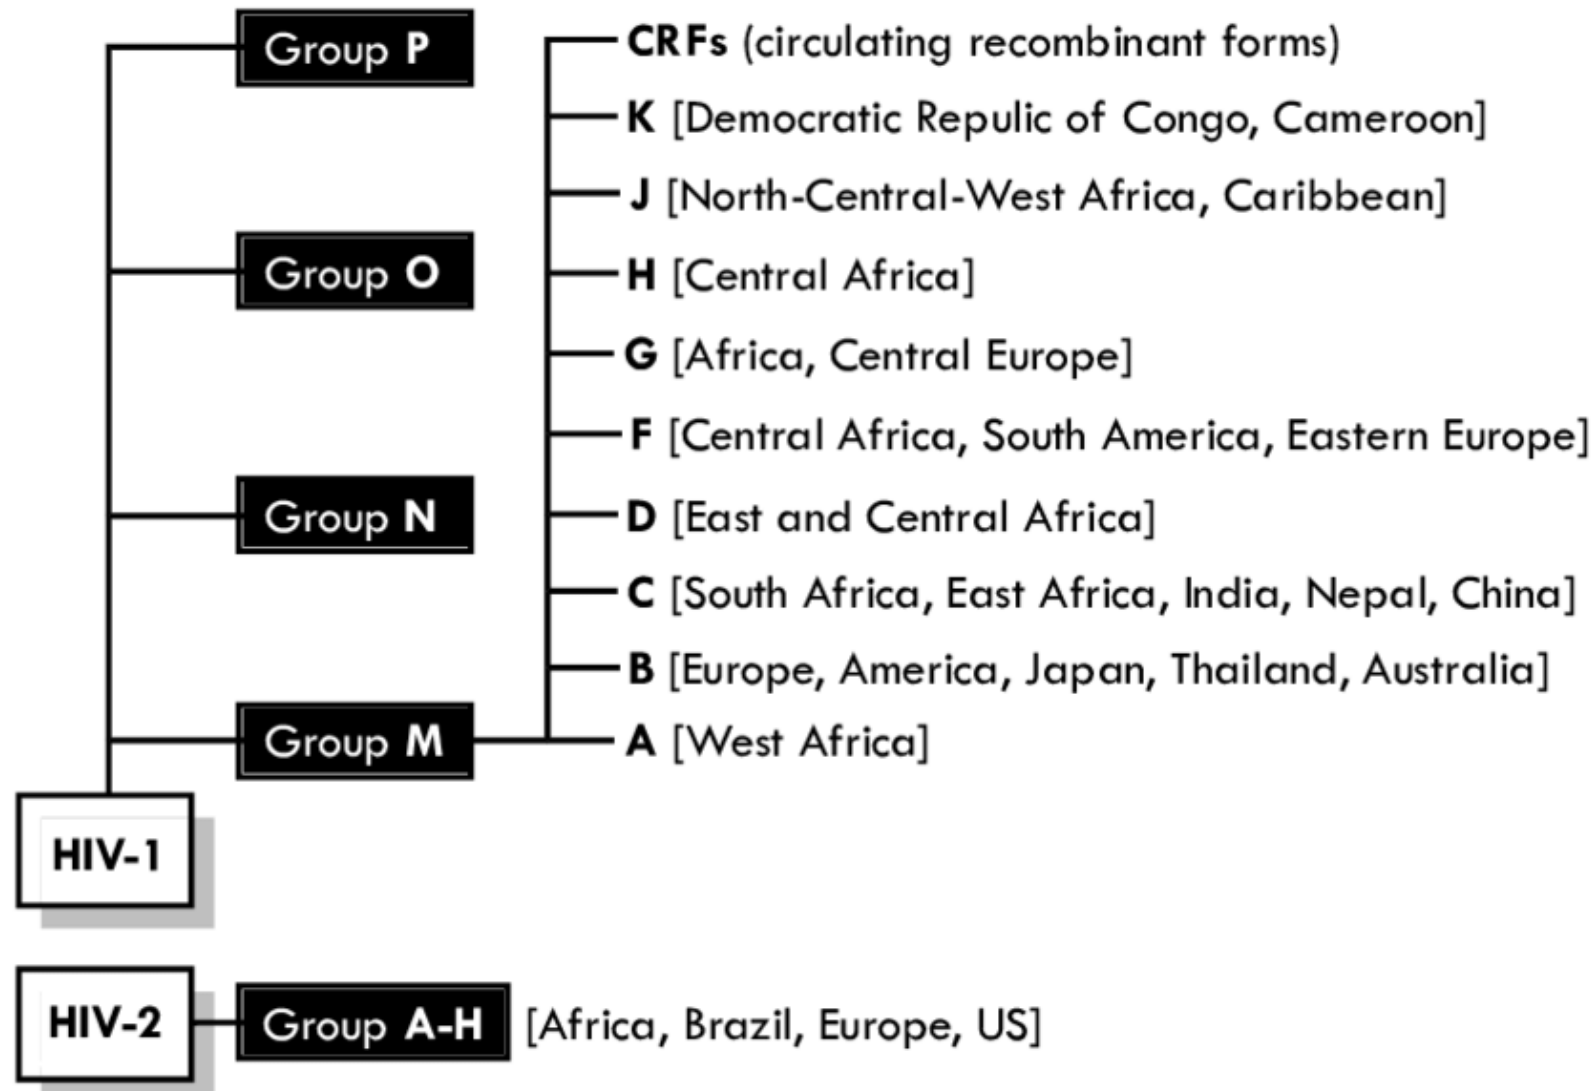 Group P
CRFs (circulating recombinant forms)
K [Democratic Repulic of Congo, Cameroon]
J [North-Central-West Africa, Caribbean]
Group O
H [Central Africa]
G [Africa, Central Europe]
F [Central Africa, South America, Eastern Europe]
Group N
D [East and Central Africa]
C [South Africa, East Africa, India, Nepal, China]
B [Europe, America, Japan, Thailand, Australia]
Group M
A [West Africa]
HIV-1
HIV-2
Group A-H
[Africa, Brazil, Europe, US]